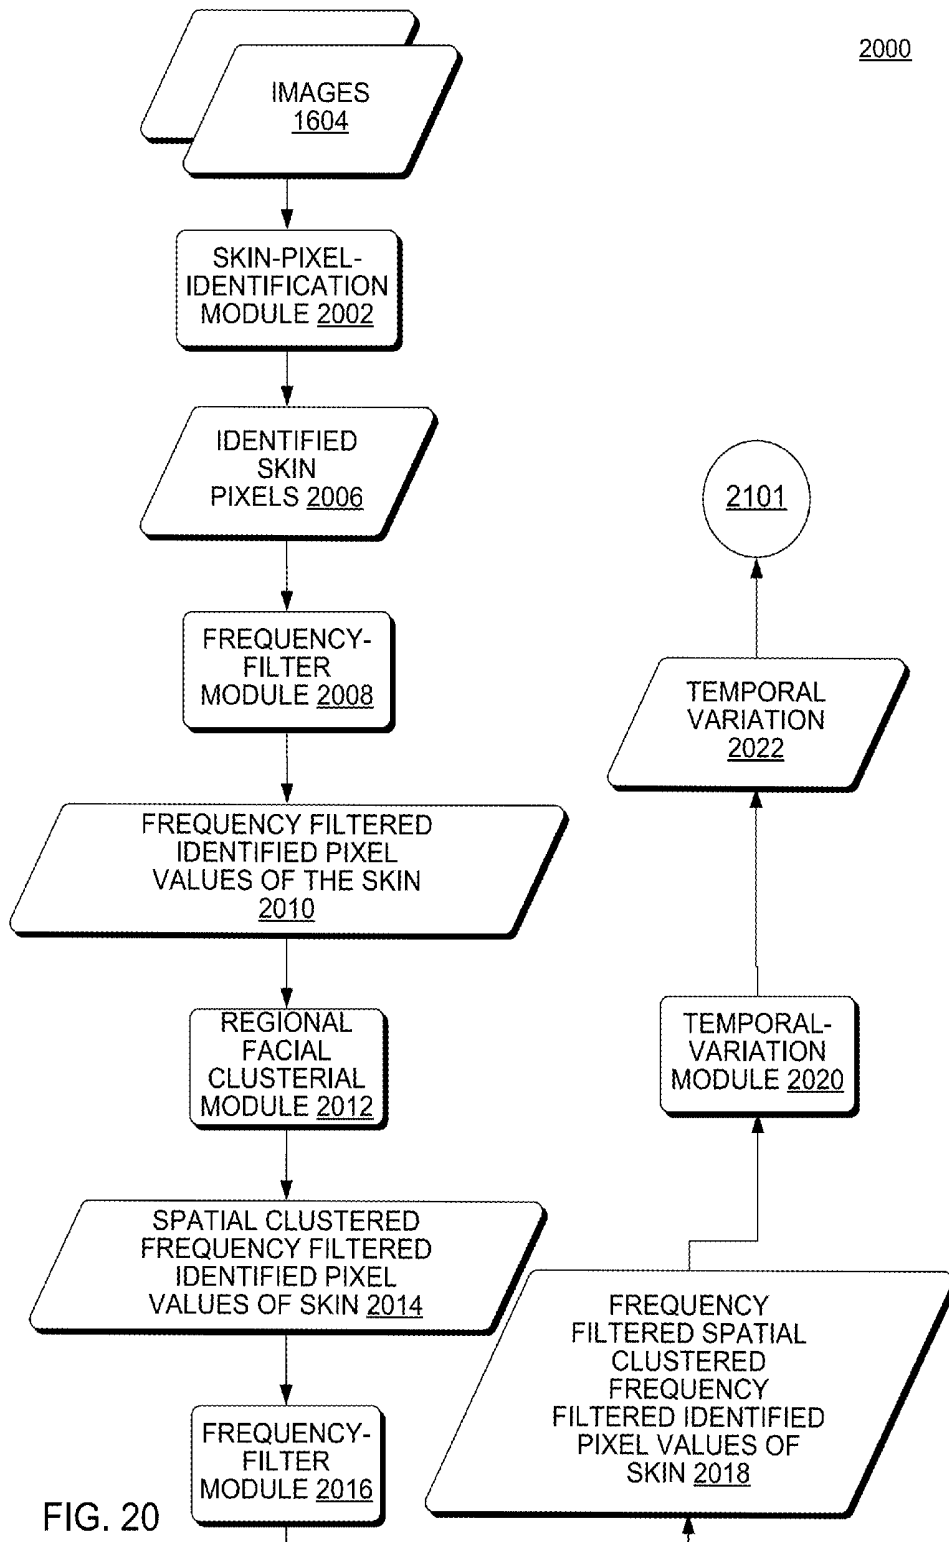 2000
IMAGES
1604
SKIN-PIXEL-
IDENTIFICATION
MODULE 2002
IDENTIFIED
SKIN
PIXELS 2006
FREQUENCY-
FILTER
MODULE 2008
FREQUENCY FILTERED
IDENTIFIED PIXEL
VALUES OF THE SKIN
2010
REGIONAL
FACIAL
CLUSTERIAL
MODULE 2012
SPATIAL CLUSTERED
FREQUENCY FILTERED
IDENTIFIED PIXEL
VALUES OF SKIN 2014
FREQUENCY-
FILTER
MODULE 2016
FREQUENCY
FILTERED SPATIAL
CLUSTERED
FREQUENCY
FILTERED IDENTIFIED
PIXEL VALUES OF
SKIN 2018
TEMPORAL-
VARIATION
MODULE 2020
TEMPORAL
VARIATION
2022
2101
FIG. 20